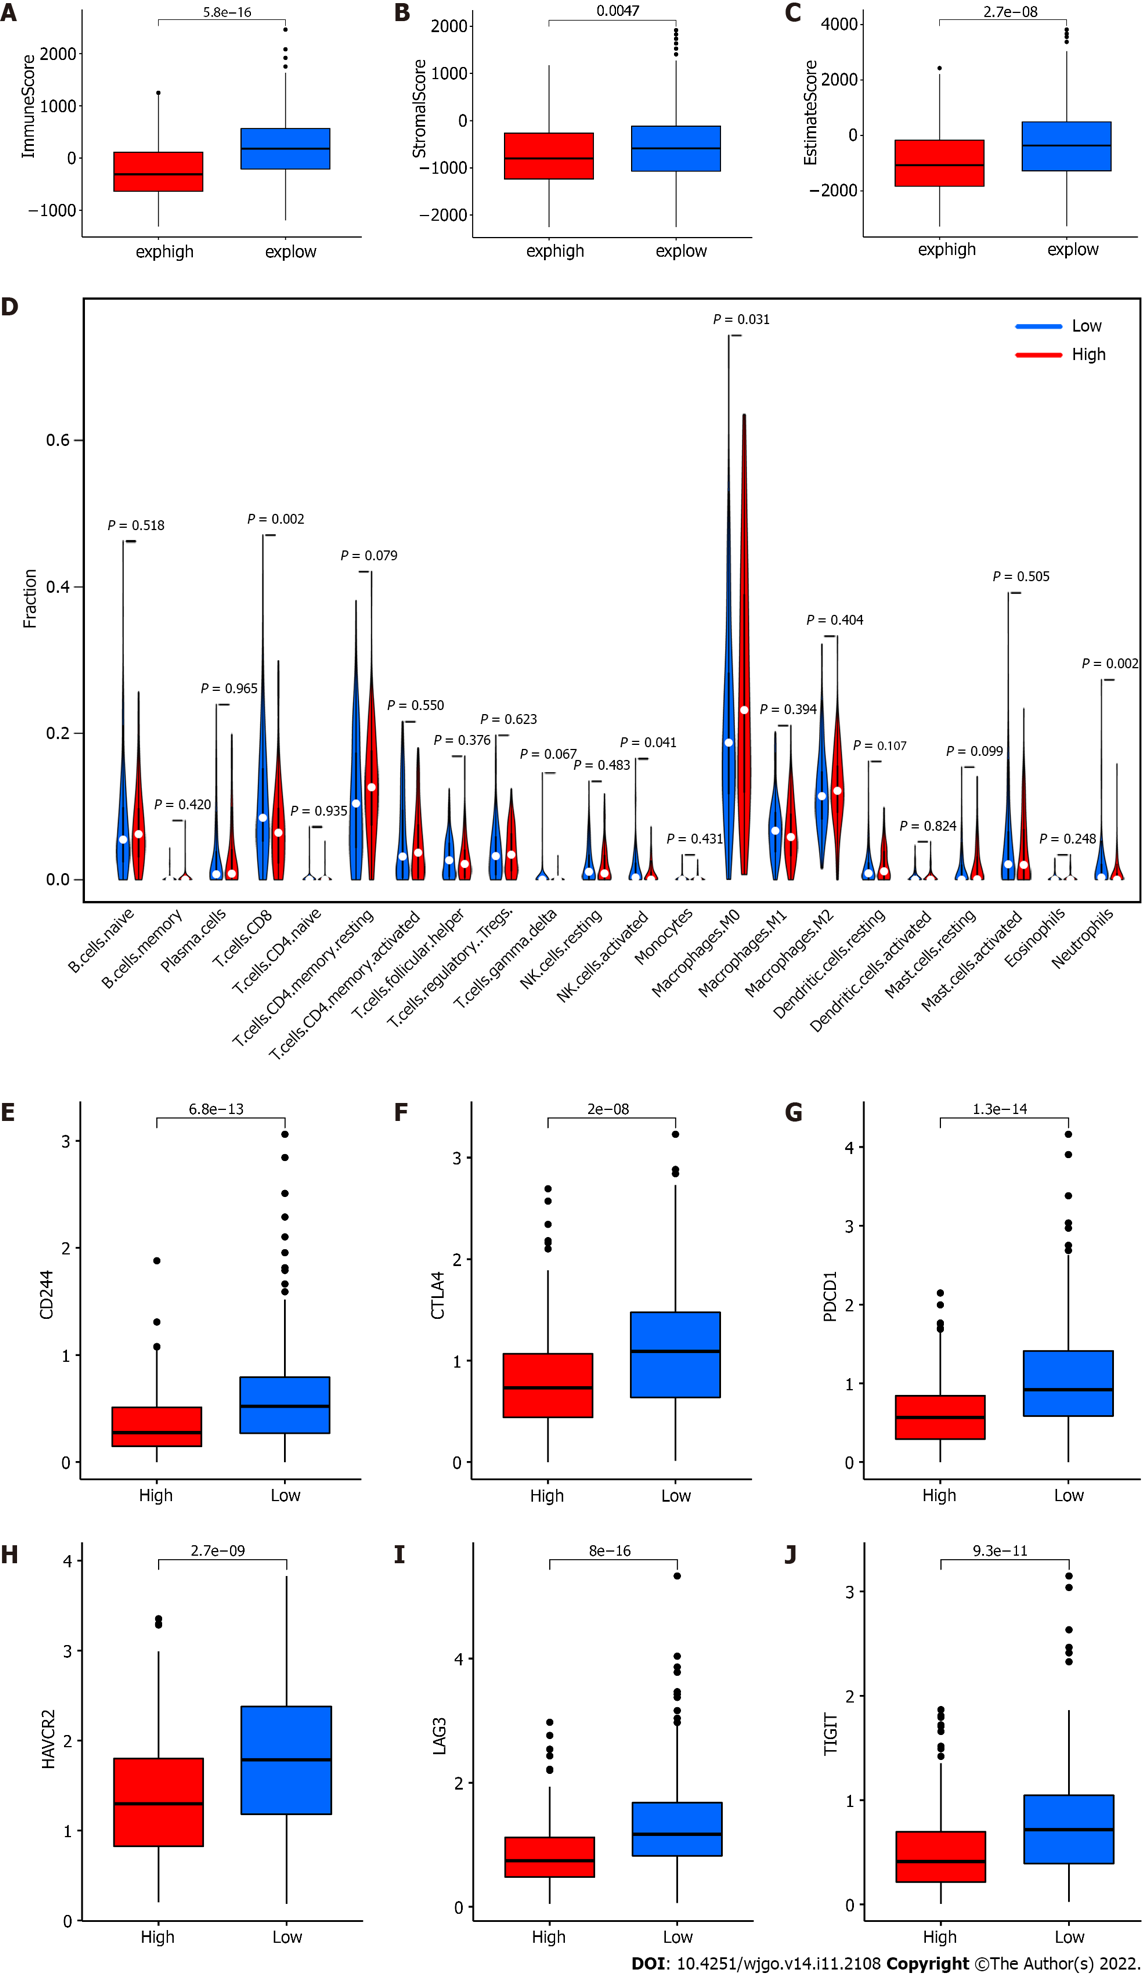 A
5.8e−16
ImmuneScore
2000
1000
0
−1000
exphigh
explow
B
0.0047
StromalScore
2000
1000
0
−1000
−2000
exphigh
explow
C
2.7e−08
EstimateScore
4000
2000
0
−2000
exphigh
explow
D
Low
High
Fraction
0.6
0.4
0.2
0.0
P = 0.518
P = 0.420
P = 0.965
P = 0.002
P = 0.935
P = 0.079
P = 0.550
P = 0.376
P = 0.623
P = 0.067
P = 0.483
P = 0.041
P = 0.431
P = 0.031
P = 0.394
P = 0.404
P = 0.107
P = 0.824
P = 0.099
P = 0.505
P = 0.248
P = 0.002
B.cells.naive
B.cells.memory
Plasma.cells
T.cells.CD8
T.cells.CD4.naive
T.cells.CD4.memory.resting
T.cells.CD4.memory.activated
T.cells.follicular.helper
T.cells.regulatory..Tregs.
T.cells.gamma.delta
NK.cells.resting
NK.cells.activated
Monocytes
Macrophages.M0
Macrophages.M1
Macrophages.M2
Dendritic.cells.resting
Dendritic.cells.activated
Mast.cells.resting
Mast.cells.activated
Eosinophils
Neutrophils
E
6.8e−13
CD244
3
2
1
0
High
Low
F
2e−08
CTLA4
3
2
1
0
High
Low
G
1.3e−14
PDCD1
4
3
2
1
0
High
Low
H
2.7e−09
HAVCR2
4
3
2
1
0
High
Low
I
8e−16
LAG3
4
2
0
High
Low
J
9.3e−11
TIGIT
3
2
1
0
High
Low
DOI: 10.4251/wjgo.v14.i11.2108 Copyright ©The Author(s) 2022.